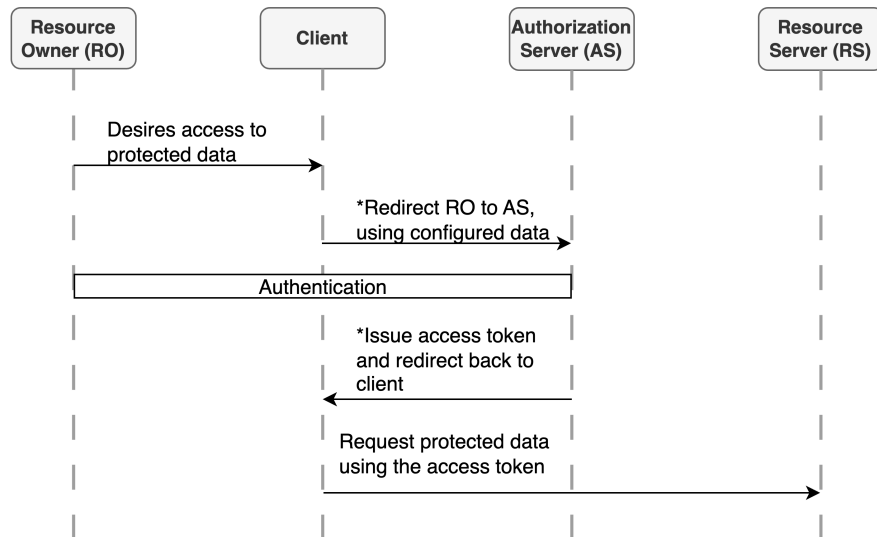 Resource
Owner (RO)
Client
Authorization
Server (AS)
Resource
Server (RS)
Desires access to
protected data
*Redirect RO to AS,
using configured data
Authentication
*Issue access token
and redirect back to
client
Request protected data
using the access token